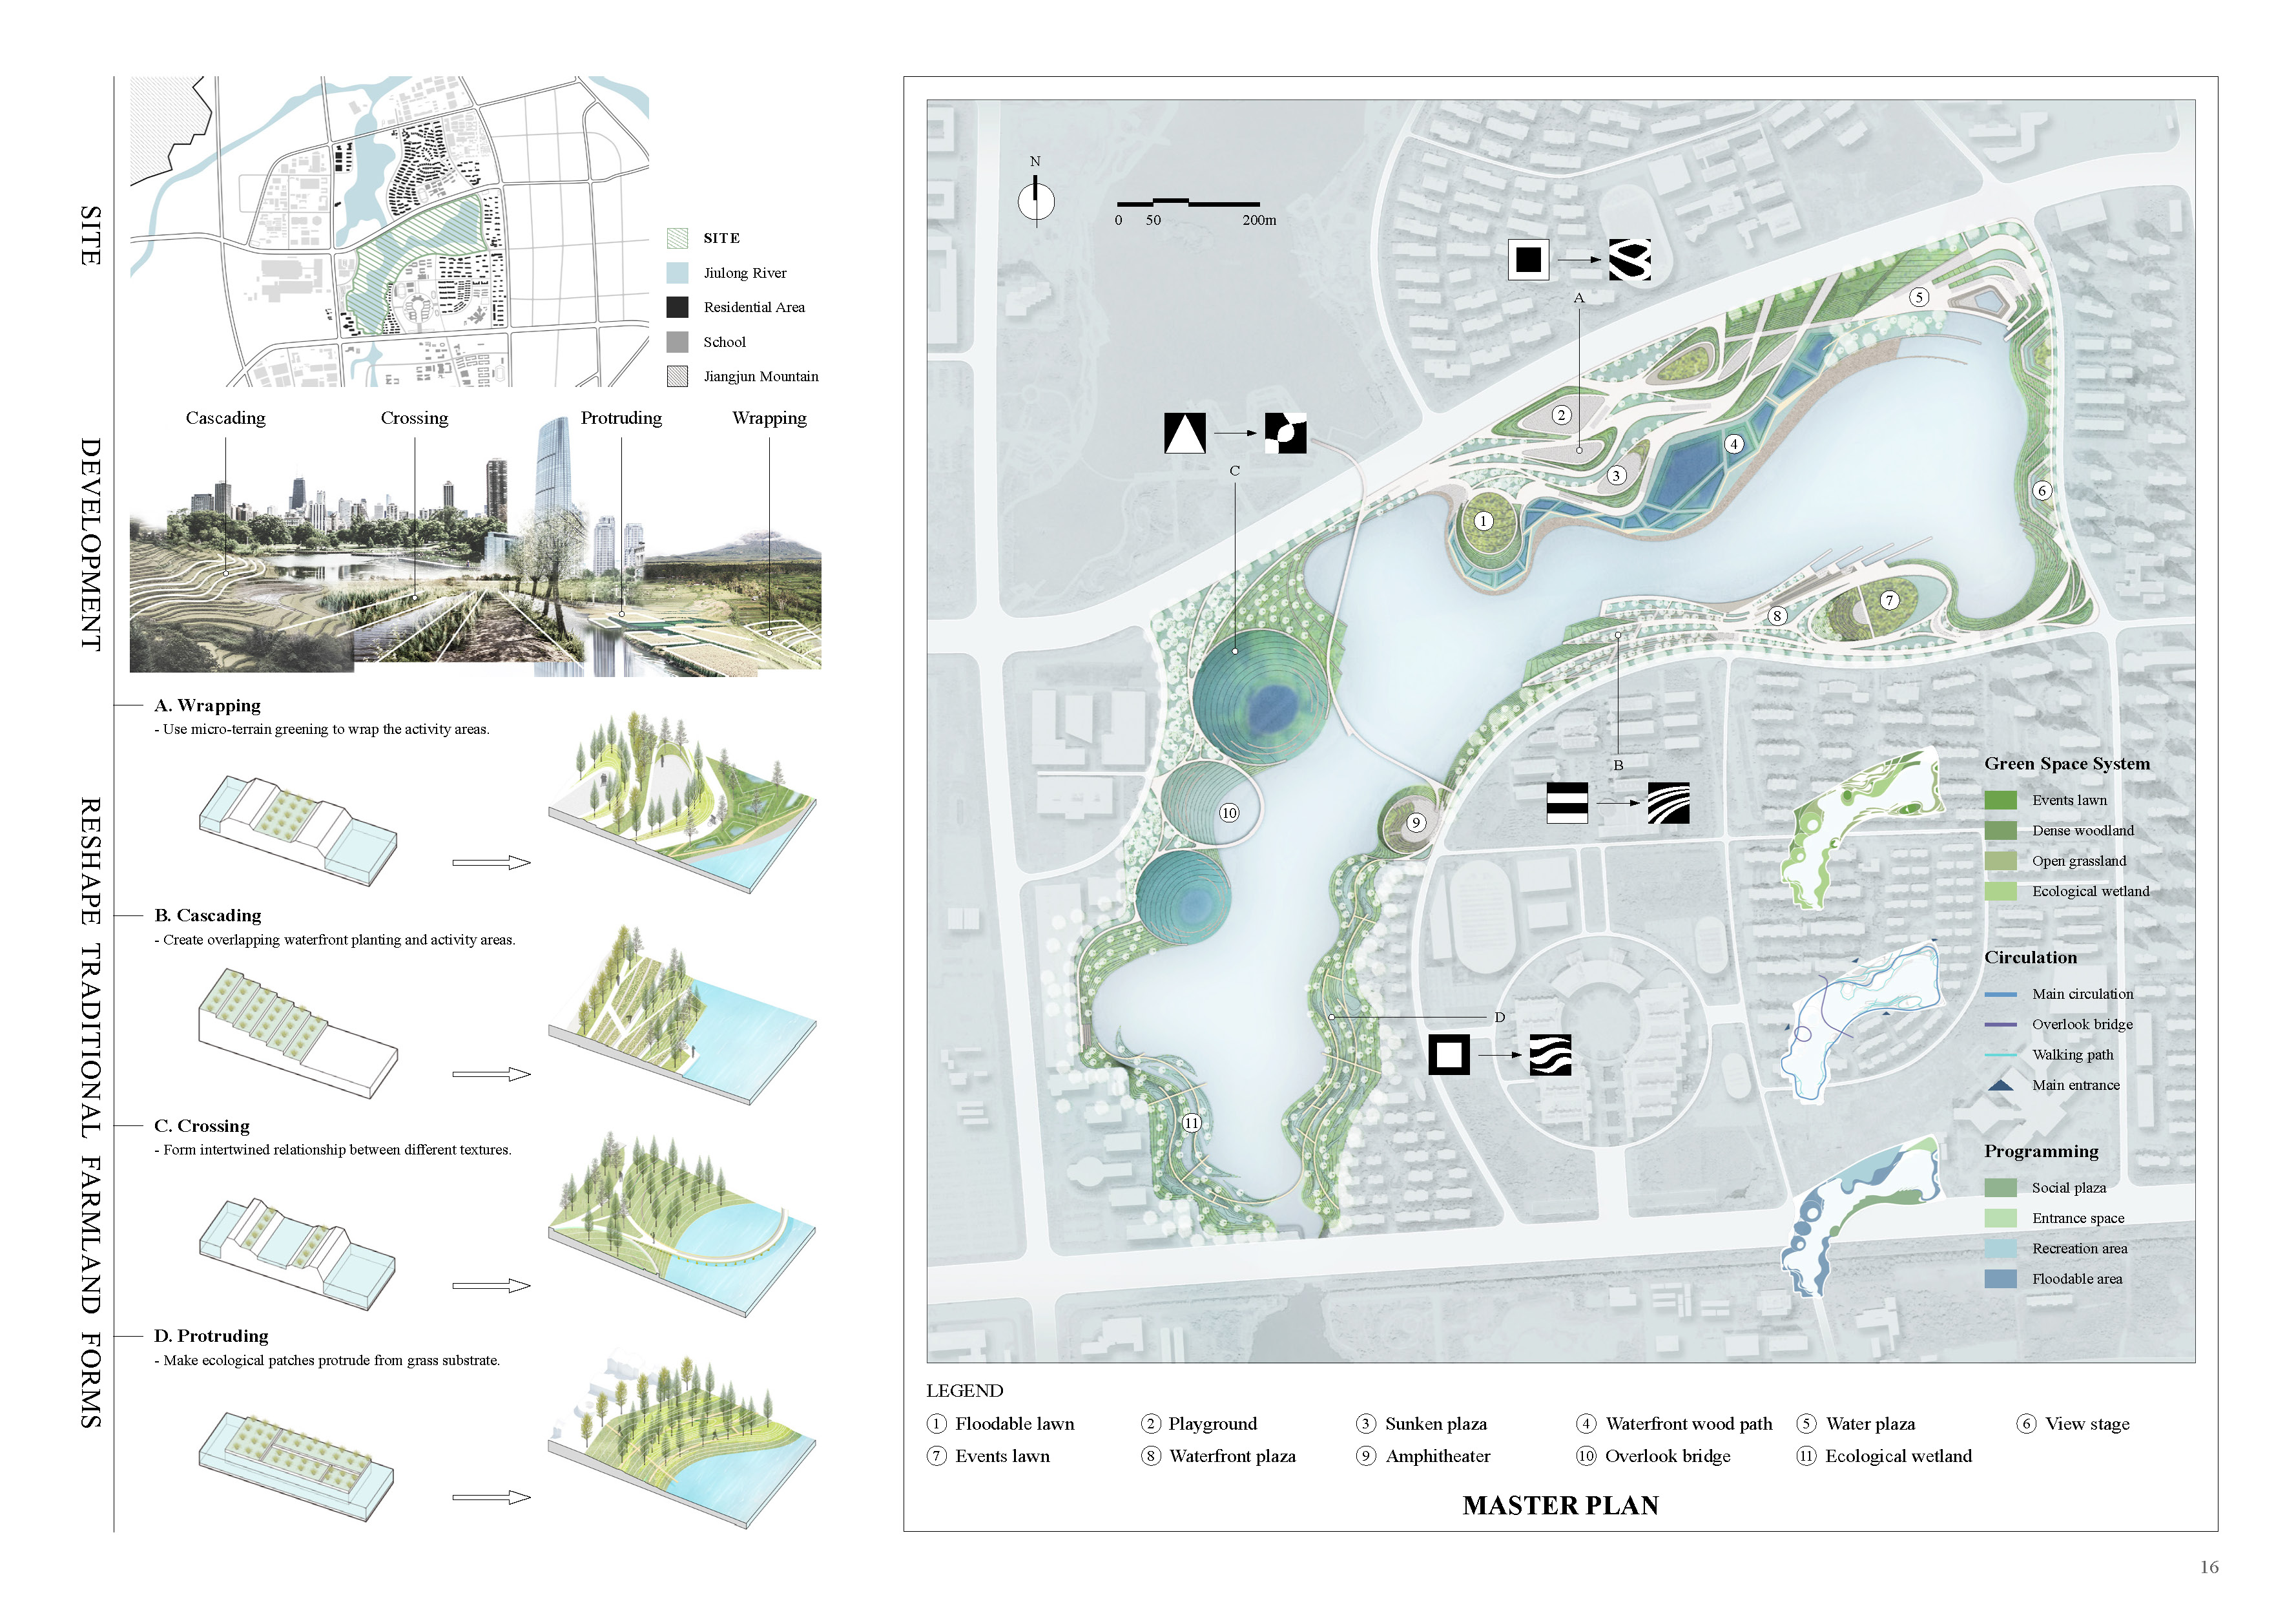 SITE
SITE
Jiulong River
Residential Area
School
Jiangjun Mountain
DEVELOPMENT
Cascading
Crossing
Protruding
Wrapping
RESHAPE TRADITIONAL FARMLAND FORMS
A. Wrapping
- Use micro-terrain greening to wrap the activity areas.
B. Cascading
- Create overlapping waterfront planting and activity areas.
C. Crossing
- Form intertwined relationship between different textures.
D. Protruding
- Make ecological patches protrude from grass substrate.
N
0 50 200m
A
5
2
4
C
3
6
1
7
8
B
10
9
D
11
Green Space System
Events lawn
Dense woodland
Open grassland
Ecological wetland
Circulation
Main circulation
Overlook bridge
Walking path
Main entrance
Programming
Social plaza
Entrance space
Recreation area
Floodable area
LEGEND
1 Floodable lawn
2 Playground
3 Sunken plaza
4 Waterfront wood path
5 Water plaza
6 View stage
7 Events lawn
8 Waterfront plaza
9 Amphitheater
10 Overlook bridge
11 Ecological wetland
MASTER PLAN
16